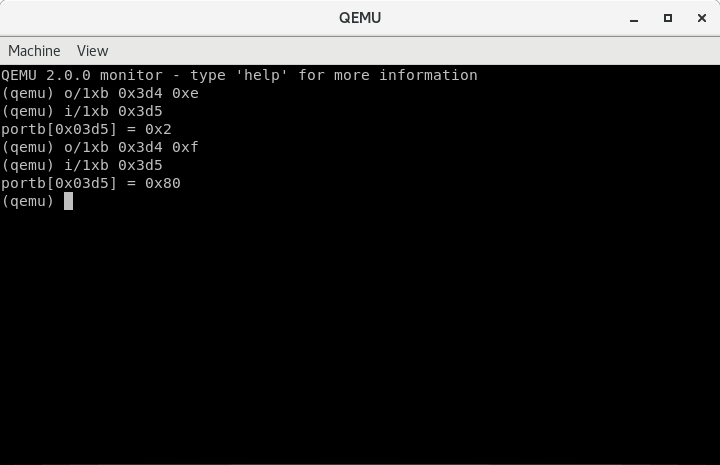 QEMU
Machine View
QEMU 2.0.0 monitor - type 'help' for more information
(qemu) o/1xb 0x3d4 0xe
(qemu) i/1xb 0x3d5
portb[0x03d5] = 0x2
(qemu) o/1xb 0x3d4 0xf
(qemu) i/1xb 0x3d5
portb[0x03d5] = 0x80
(qemu)